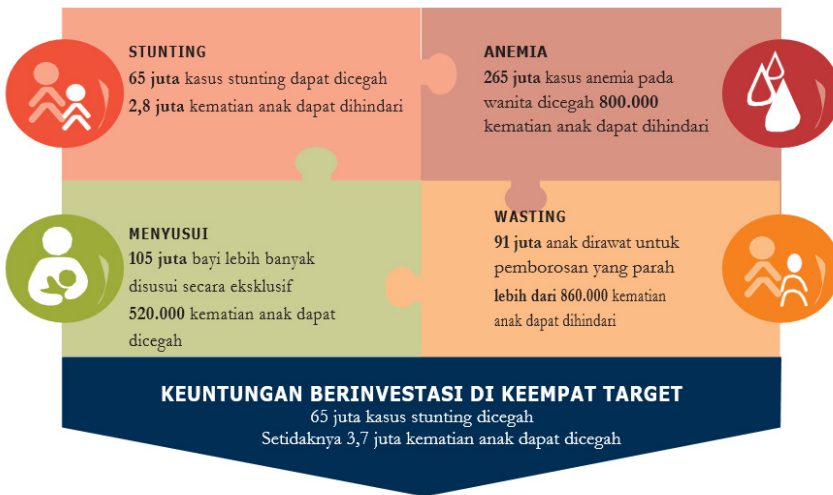 STUNTING
65 juta kasus stunting dapat dicegah
2,8 juta kematian anak dapat dihindari
ANEMIA
265 juta kasus anemia pada
wanita dicegah 800.000
kematian anak dapat dihindari
MENYUSUI
105 juta bayi lebih banyak
disusui secara eksklusif
520.000 kematian anak dapat
dicegah
WASTING
91 juta anak dirawat untuk
pemborosan yang parah
lebih dari 860.000 kematian
anak dapat dihindari
KEUNTUNGAN BERINVESTASI DI KEEMPAT TARGET
65 juta kasus stunting dicegah
Setidaknya 3,7 juta kematian anak dapat dicegah